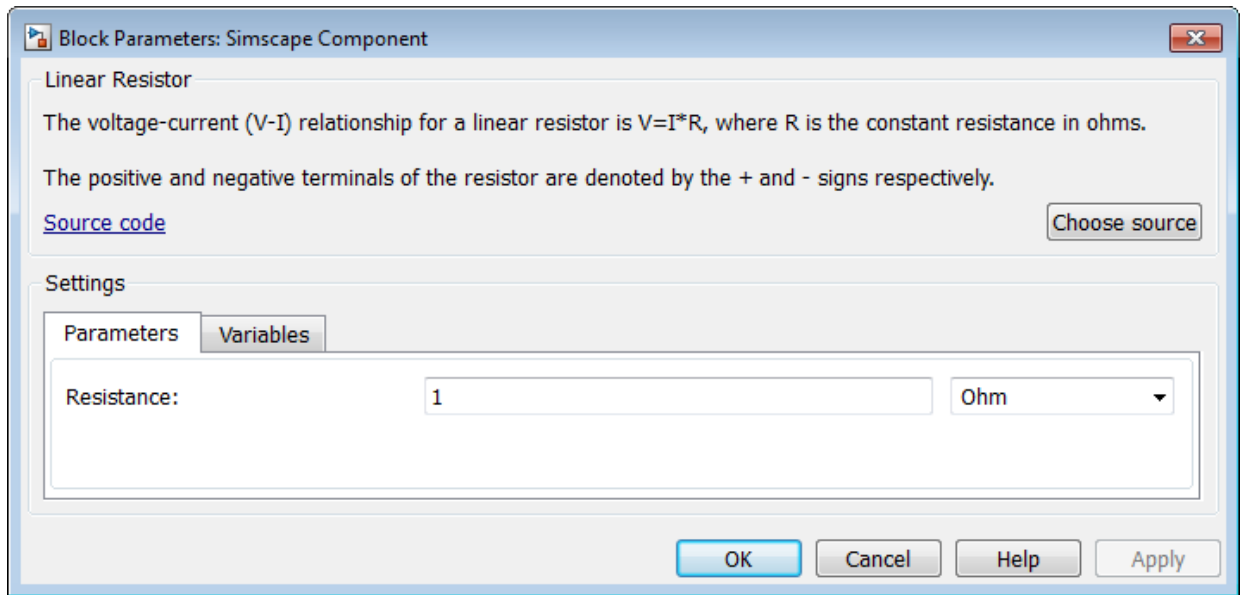 Block Parameters: Simscape Component
Linear Resistor
The voltage-current (V-I) relationship for a linear resistor is V=I*R, where R is the constant resistance in ohms.
The positive and negative terminals of the resistor are denoted by the + and - signs respectively.
Source code
Choose source
Settings
Parameters
Variables
Resistance:
1
Ohm
OK
Cancel
Help
Apply